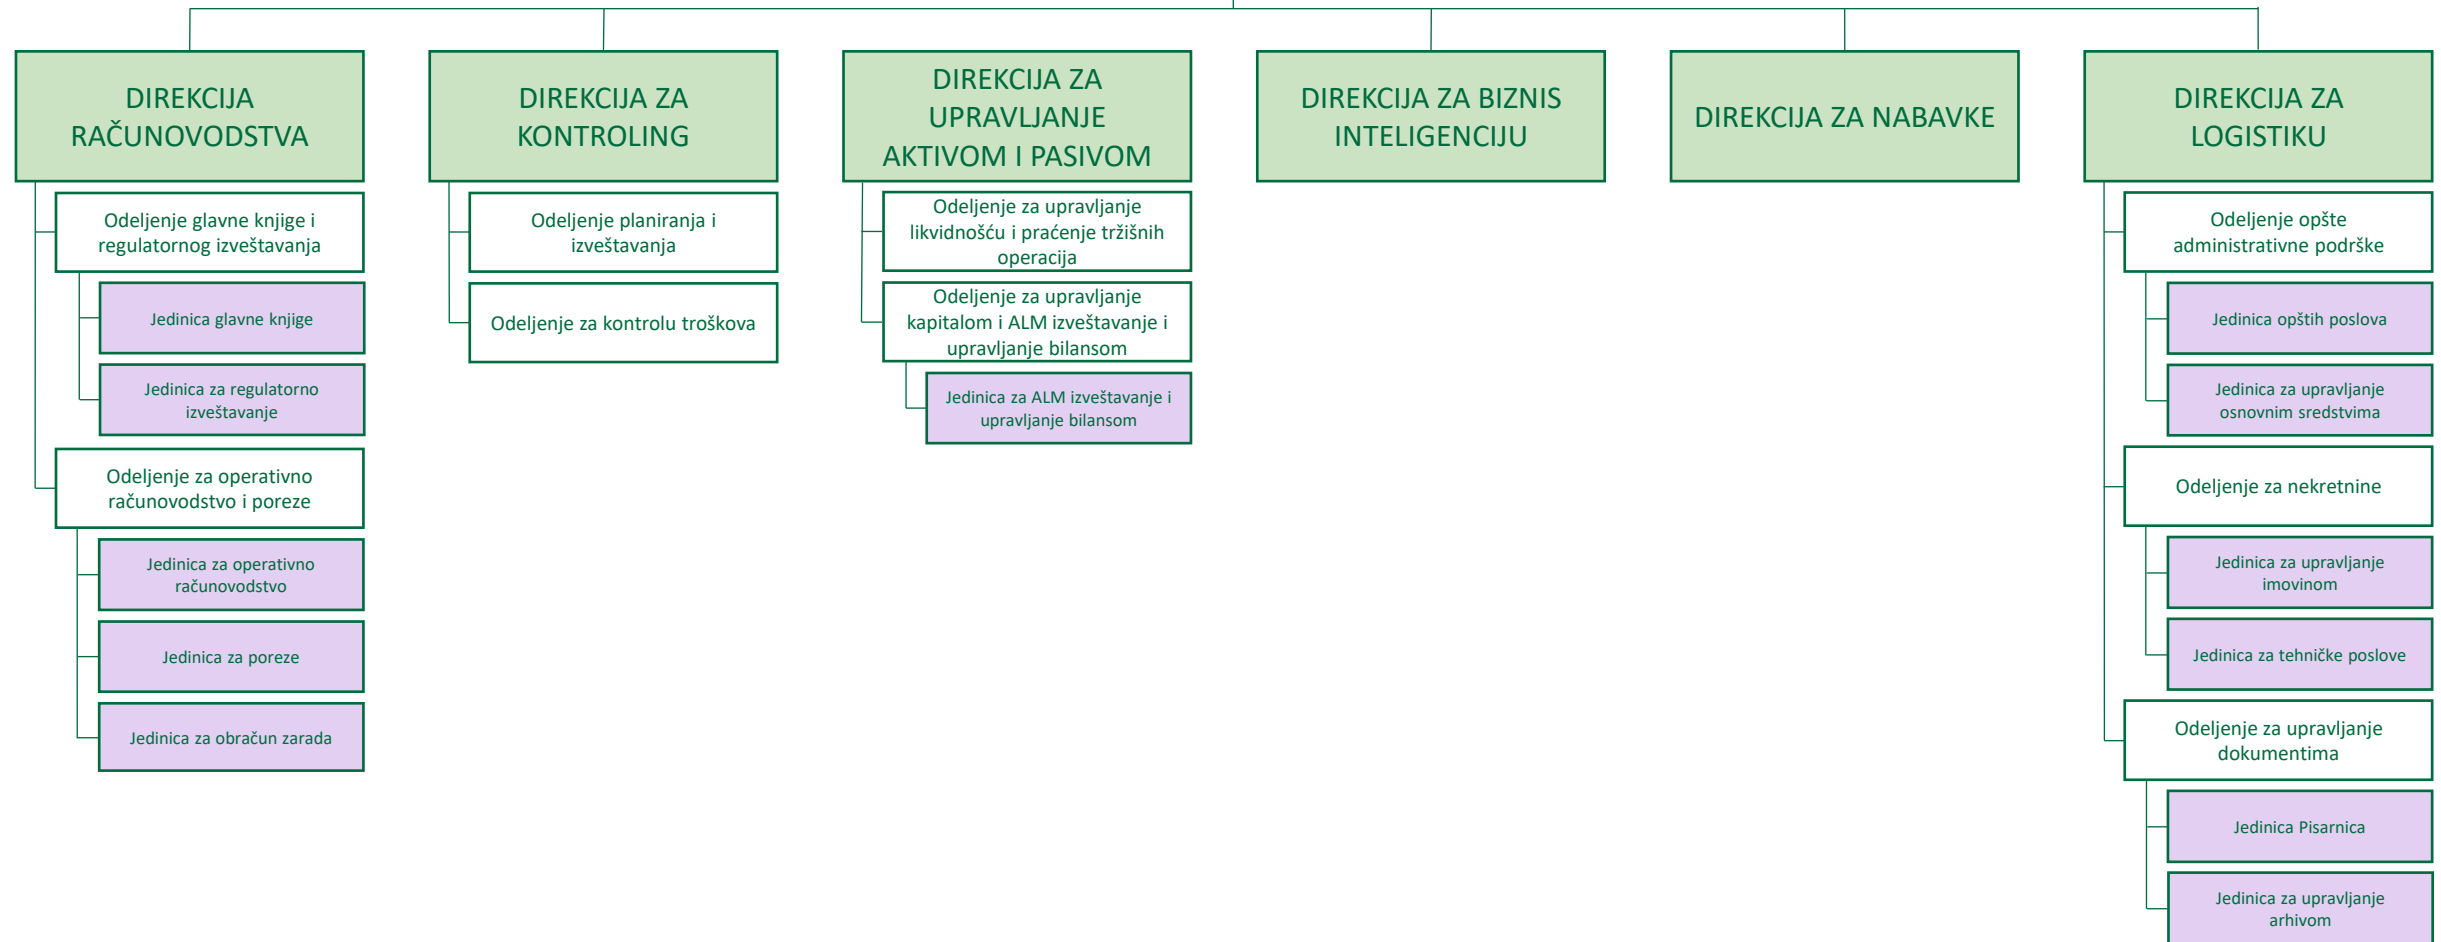 DIREKCIJA
RAČUNOVODSTVA
Odeljenje glavne knjige i
regulatornog izveštavanja
Jedinica glavne knjige
Jedinica za regulatorno
izveštavanje
Odeljenje za operativno
računovodstvo i poreze
Jedinica za operativno
računovodstvo
Jedinica za poreze
Jedinica za obračun zarada
DIREKCIJA ZA
KONTROLING
Odeljenje planiranja i
izveštavanja
Odeljenje za kontrolu troškova
DIREKCIJA ZA
UPRAVLJANJE
AKTIVOM I PASIVOM
Odeljenje za upravljanje
likvidnošću i praćenje tržišnih
operacija
Odeljenje za upravljanje
kapitalom i ALM izveštavanje i
upravljanje bilansom
Jedinica za ALM izveštavanje i
upravljanje bilansom
DIREKCIJA ZA BIZNIS
INTELIGENCIJU
DIREKCIJA ZA NABAVKE
DIREKCIJA ZA
LOGISTIKU
Odeljenje opšte
administrativne podrške
Jedinica opštih poslova
Jedinica za upravljanje
osnovnim sredstvima
Odeljenje za nekretnine
Jedinica za upravljanje
imovinom
Jedinica za tehničke poslove
Odeljenje za upravljanje
dokumentima
Jedinica Pisarnica
Jedinica za upravljanje
arhivom